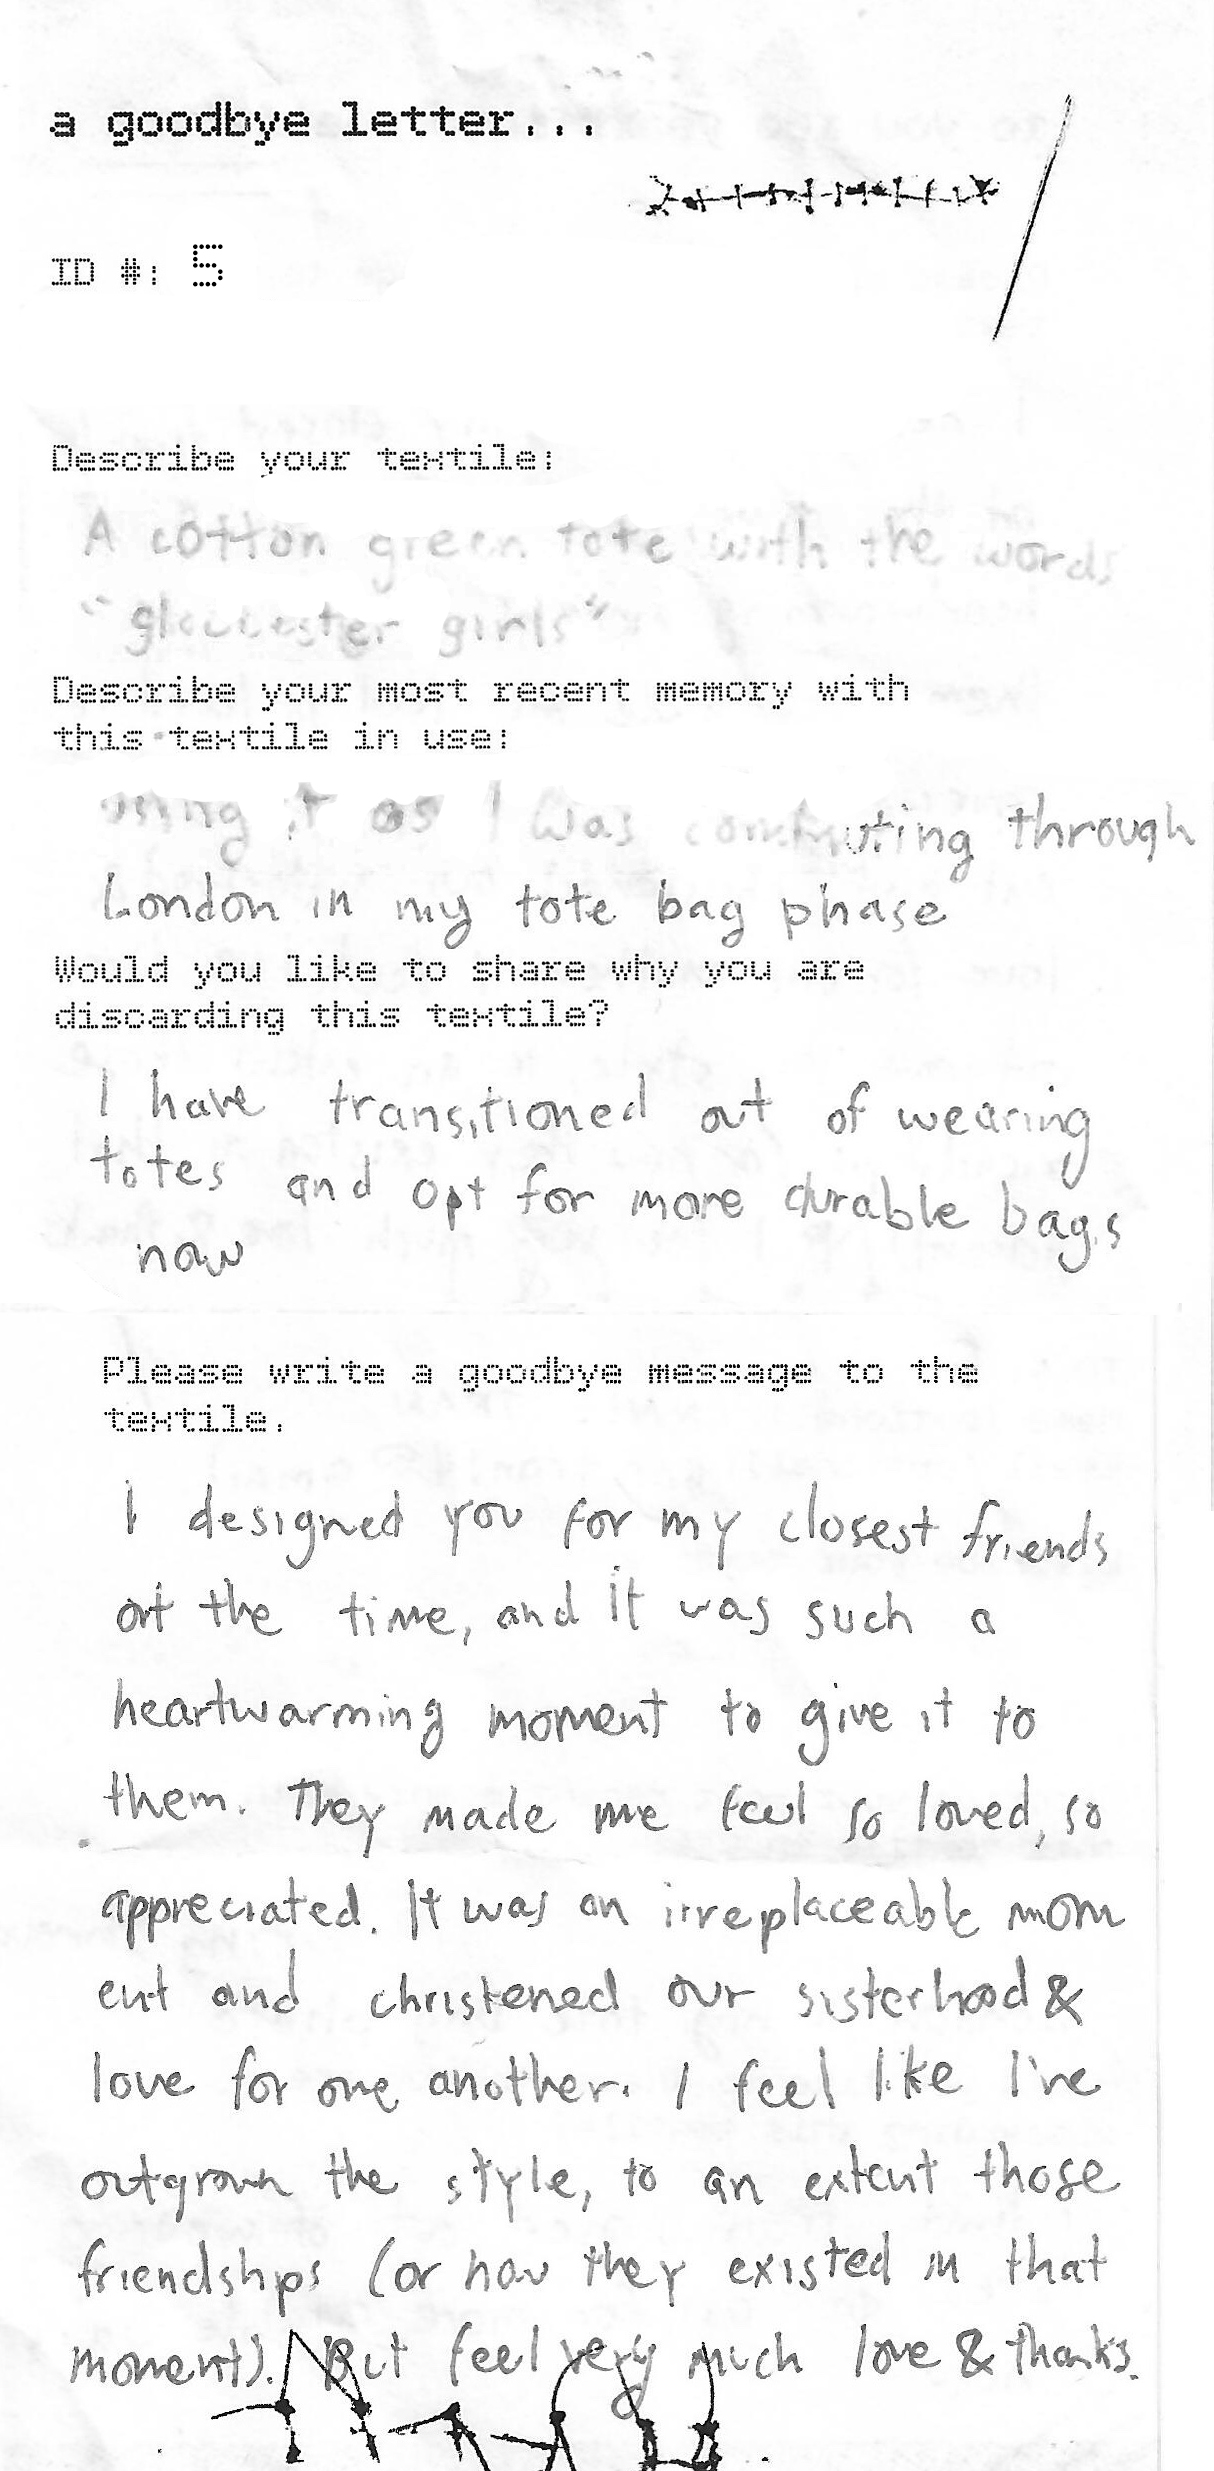 a goodbye letter...
ID #: 5
Describe your textile:
A cotton green tote with the words
"gloucester girls"
Describe your most recent memory with
this textile in use:
using it as I was commuting through
London in my tote bag phase
Would you like to share why you are
discarding this textile?
I have transitioned out of wearing
totes and opt for more durable bags
now
Please write a goodbye message to the
textile.
I designed you for my closest friends
at the time, and it was such a
heartwarming moment to give it to
them. They made me feel so loved, so
appreciated. It was an irreplaceable mom
ent and christened our sisterhood &
love for one another. I feel like I've
outgrown the style, to an extent those
friendships (or how they existed in that
moment). But feel very much love & thanks.